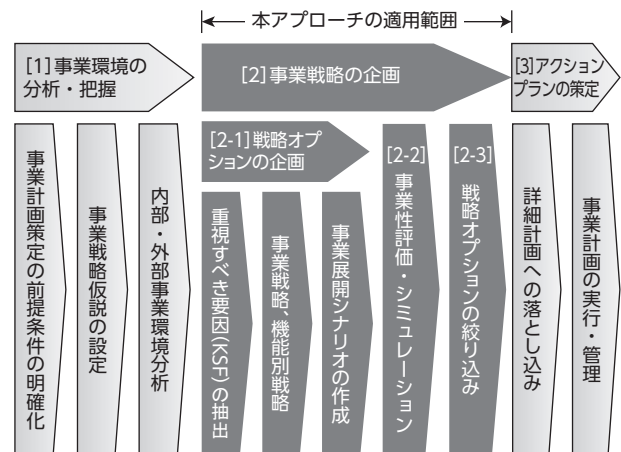 本アプローチの適用範囲
[1]事業環境の
分析・把握
[2]事業戦略の企画
[3]アクション
プランの策定
[2-1]戦略オプ
ションの企画
事業計画策定の前提条件の明確化
事業戦略仮説の設定
内部・外部事業環境分析
重視すべき要因(KSF)の抽出
事業戦略、機能別戦略
事業展開シナリオの作成
[2-2]
事業性評価・シミュレーション
[2-3]
戦略オプションの絞り込み
詳細計画への落とし込み
事業計画の実行・管理